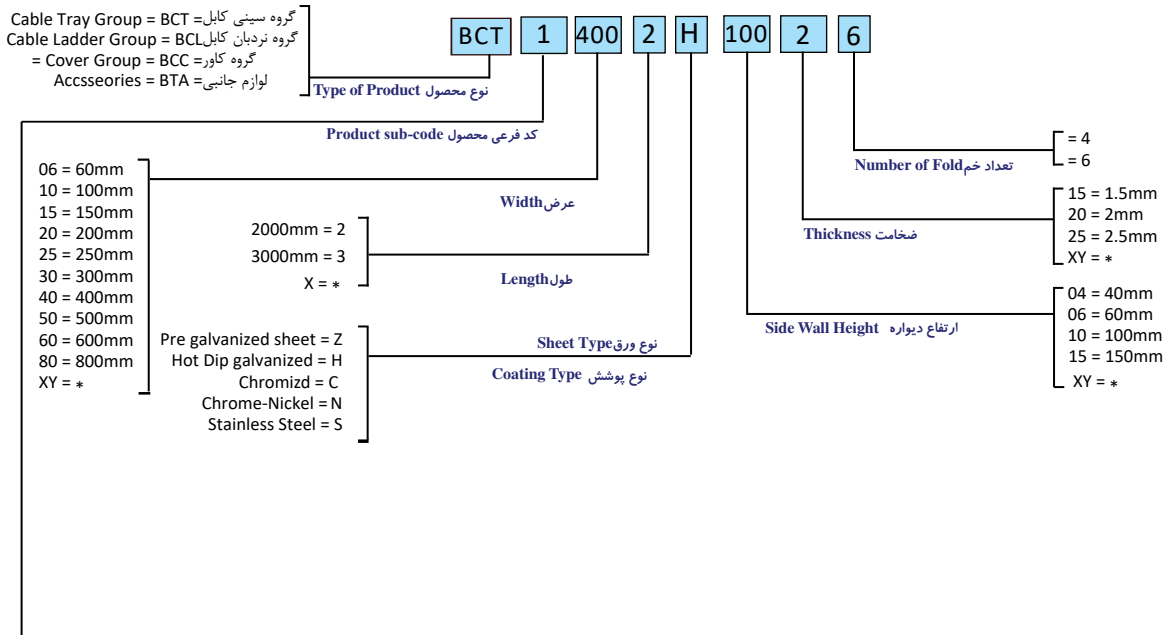 Cable Tray Group = BCT=گروه سینی کابل
Cable Ladder Group = BCLگروه نردبان کابل
= Cover Group = BCC=گروه کاور
Accsseories = BTA=لوازم جانبی
BCT 1 400 2 H 100 2 6
Type of Product نوع محصول
Product sub-code کد فرعی محصول
06 = 60mm
10 = 100mm
15 = 150mm
20 = 200mm
25 = 250mm
30 = 300mm
40 = 400mm
50 = 500mm
60 = 600mm
80 = 800mm
XY = *
Widthعرض
2000mm = 2
3000mm = 3
X = *
Lengthطول
Pre galvanized sheet = Z
Hot Dip galvanized = H
Chromizd = C
Chrome-Nickel = N
Stainless Steel = S
Sheet Typeنوع ورق
Coating Type نوع پوشش
= 4
= 6
Number of Foldتعداد خم
15 = 1.5mm
20 = 2mm
25 = 2.5mm
XY = *
Thickness ضخامت
04 = 40mm
06 = 60mm
10 = 100mm
15 = 150mm
XY = *
Side Wall Height ارتفاع دیواره